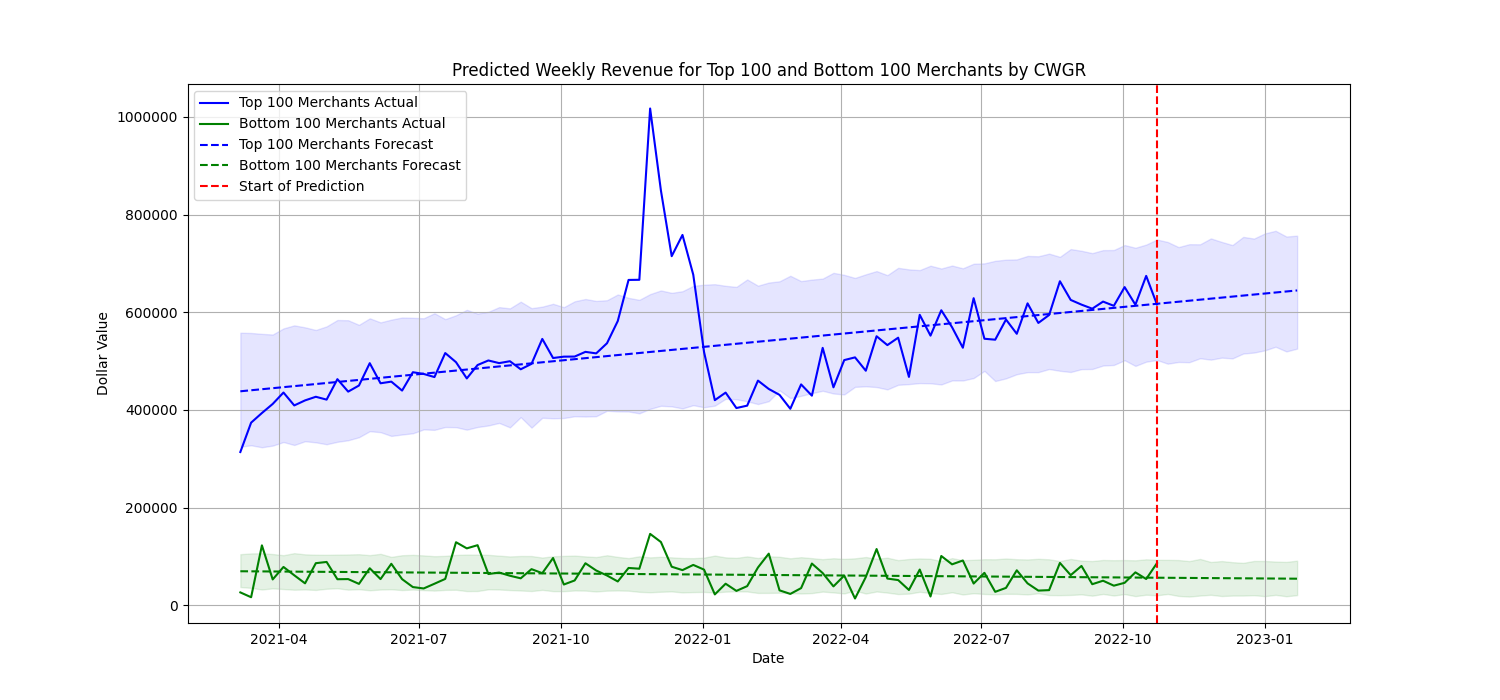 Predicted Weekly Revenue for Top 100 and Bottom 100 Merchants by CWGR
Top 100 Merchants Actual
Bottom 100 Merchants Actual
Top 100 Merchants Forecast
Bottom 100 Merchants Forecast
Start of Prediction
Dollar Value
1000000
800000
600000
400000
200000
0
2021-04 2021-07 2021-10 2022-01 2022-04 2022-07 2022-10 2023-01
Date